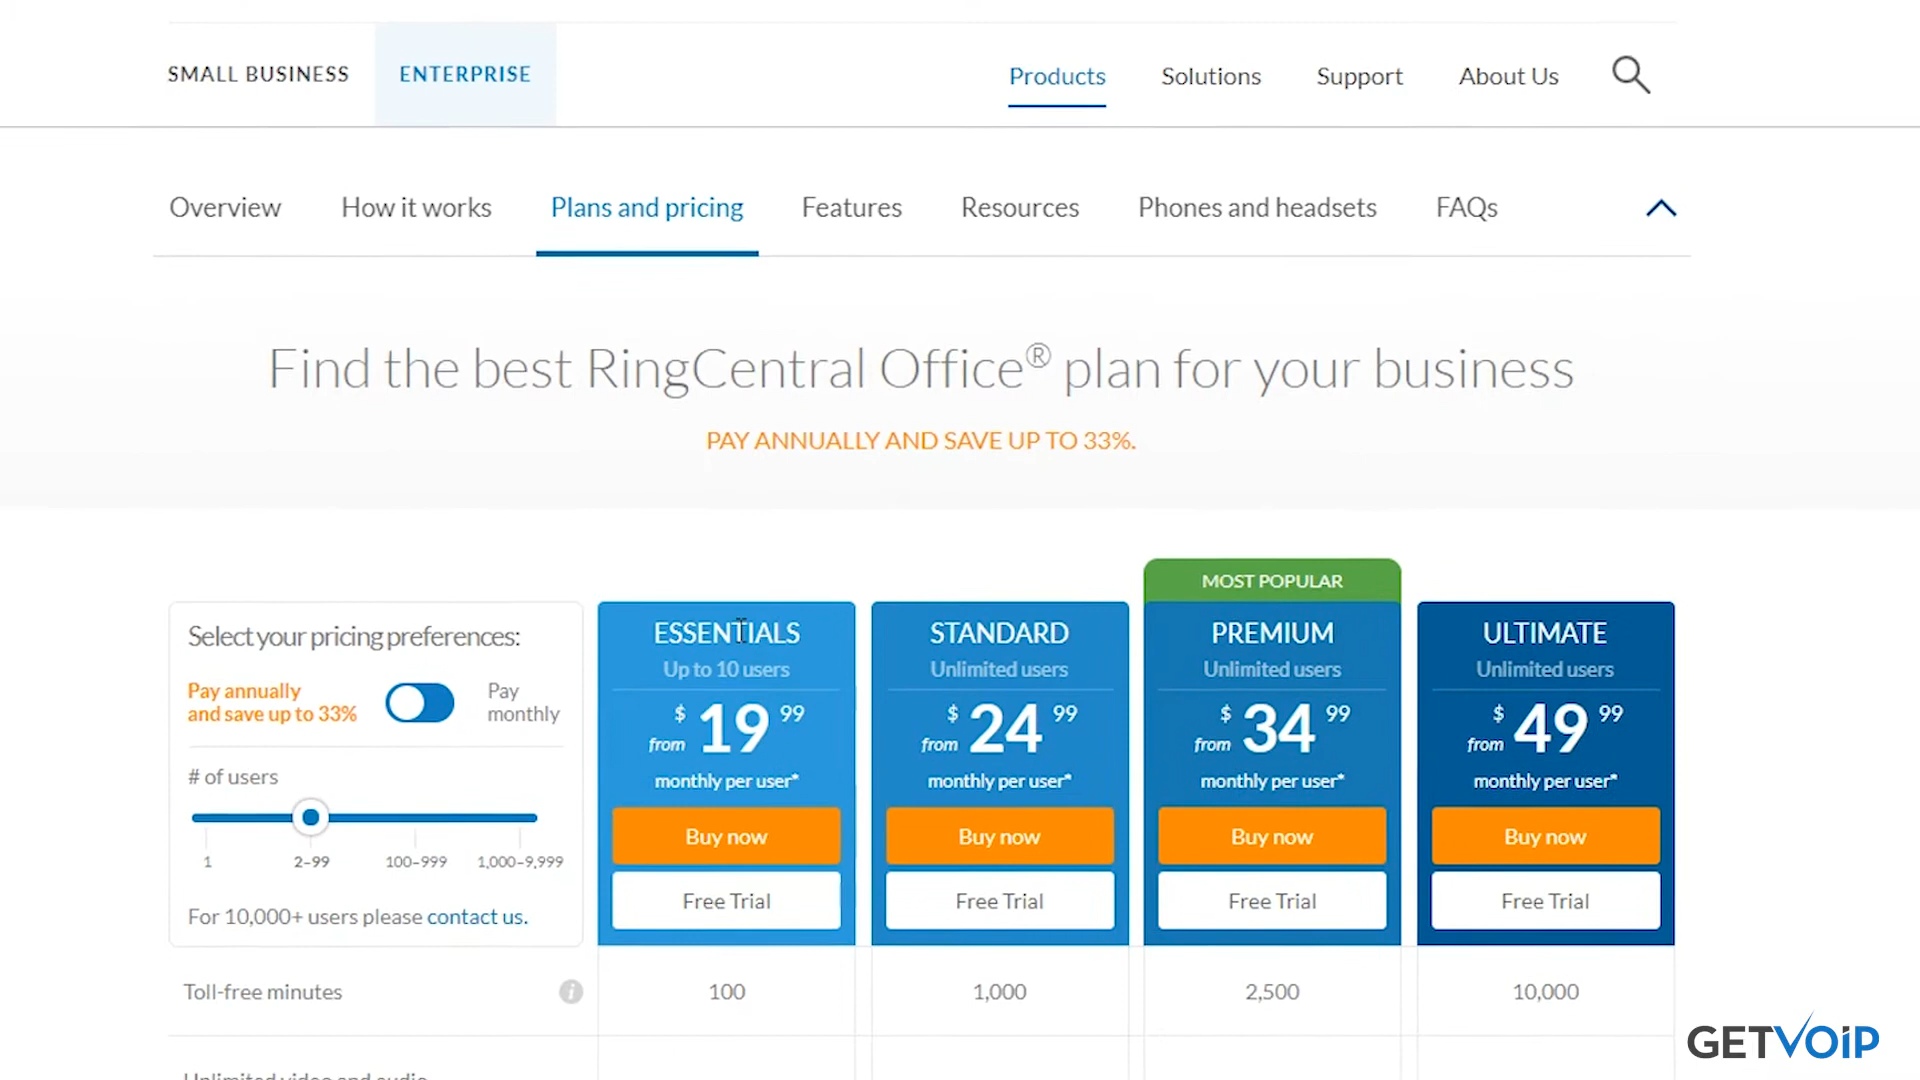 SMALL BUSINESS
ENTERPRISE
Products
Solutions
Support
About Us
Overview
How it works
Plans and pricing
Features
Resources
Phones and headsets
FAQs
Find the best RingCentral Office® plan for your business
PAY ANNUALLY AND SAVE UP TO 33%.
Select your pricing preferences:
Pay annually
and save up to 33%
Pay
monthly
# of users
1
2–99
100–999
1,000–9,999
For 10,000+ users please contact us.
ESSENTIALS
Up to 10 users
from $19 99
monthly per user*
Buy now
Free Trial
STANDARD
Unlimited users
from $24 99
monthly per user*
Buy now
Free Trial
MOST POPULAR
PREMIUM
Unlimited users
from $34 99
monthly per user*
Buy now
Free Trial
ULTIMATE
Unlimited users
from $49 99
monthly per user*
Buy now
Free Trial
Toll-free minutes
i
100
1,000
2,500
10,000
Unlimited video and audio
GETVOIP